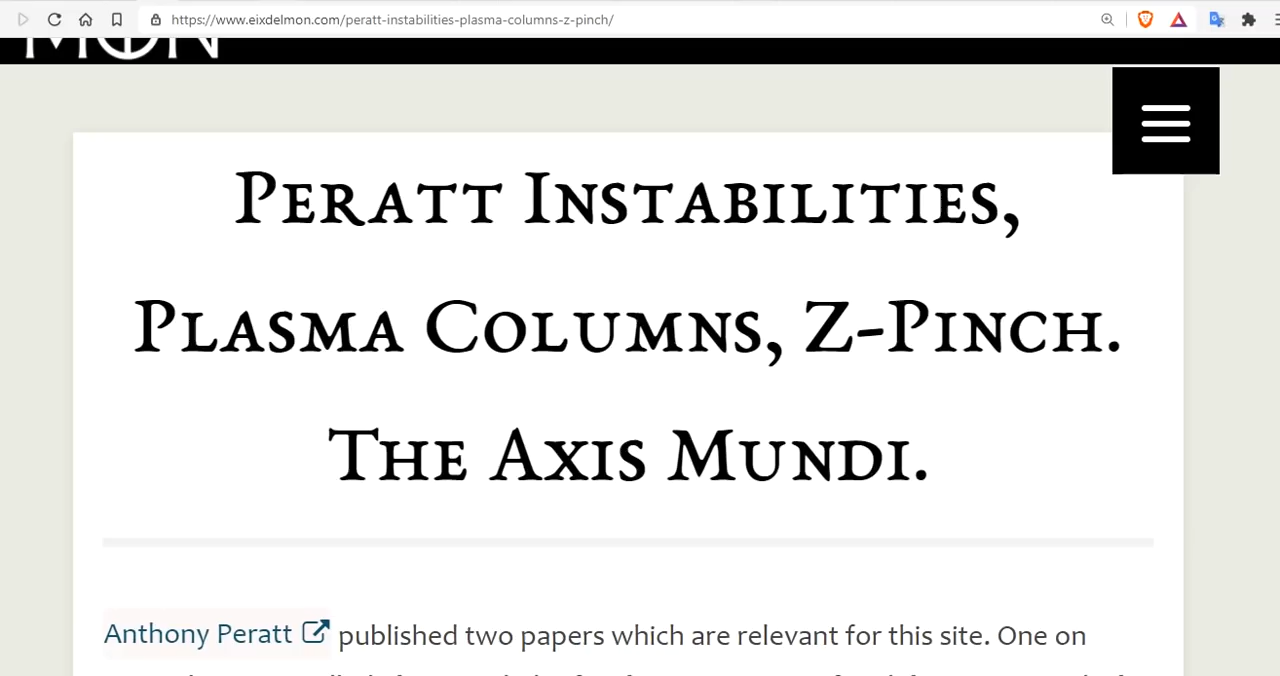 https://www.eixdelmon.com/peratt-instabilities-plasma-columns-z-pinch/
MON
Peratt Instabilities,
Plasma Columns, Z-Pinch.
The Axis Mundi.
Anthony Peratt published two papers which are relevant for this site. One on